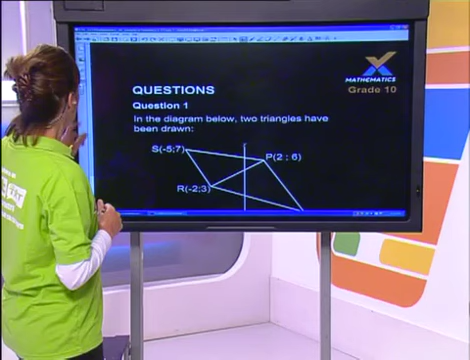 X
MATHEMATICS
Grade 10
QUESTIONS
Question 1
In the diagram below, two triangles have
been drawn:
S(-5;7)
P(2 ; 6)
R(-2;3)